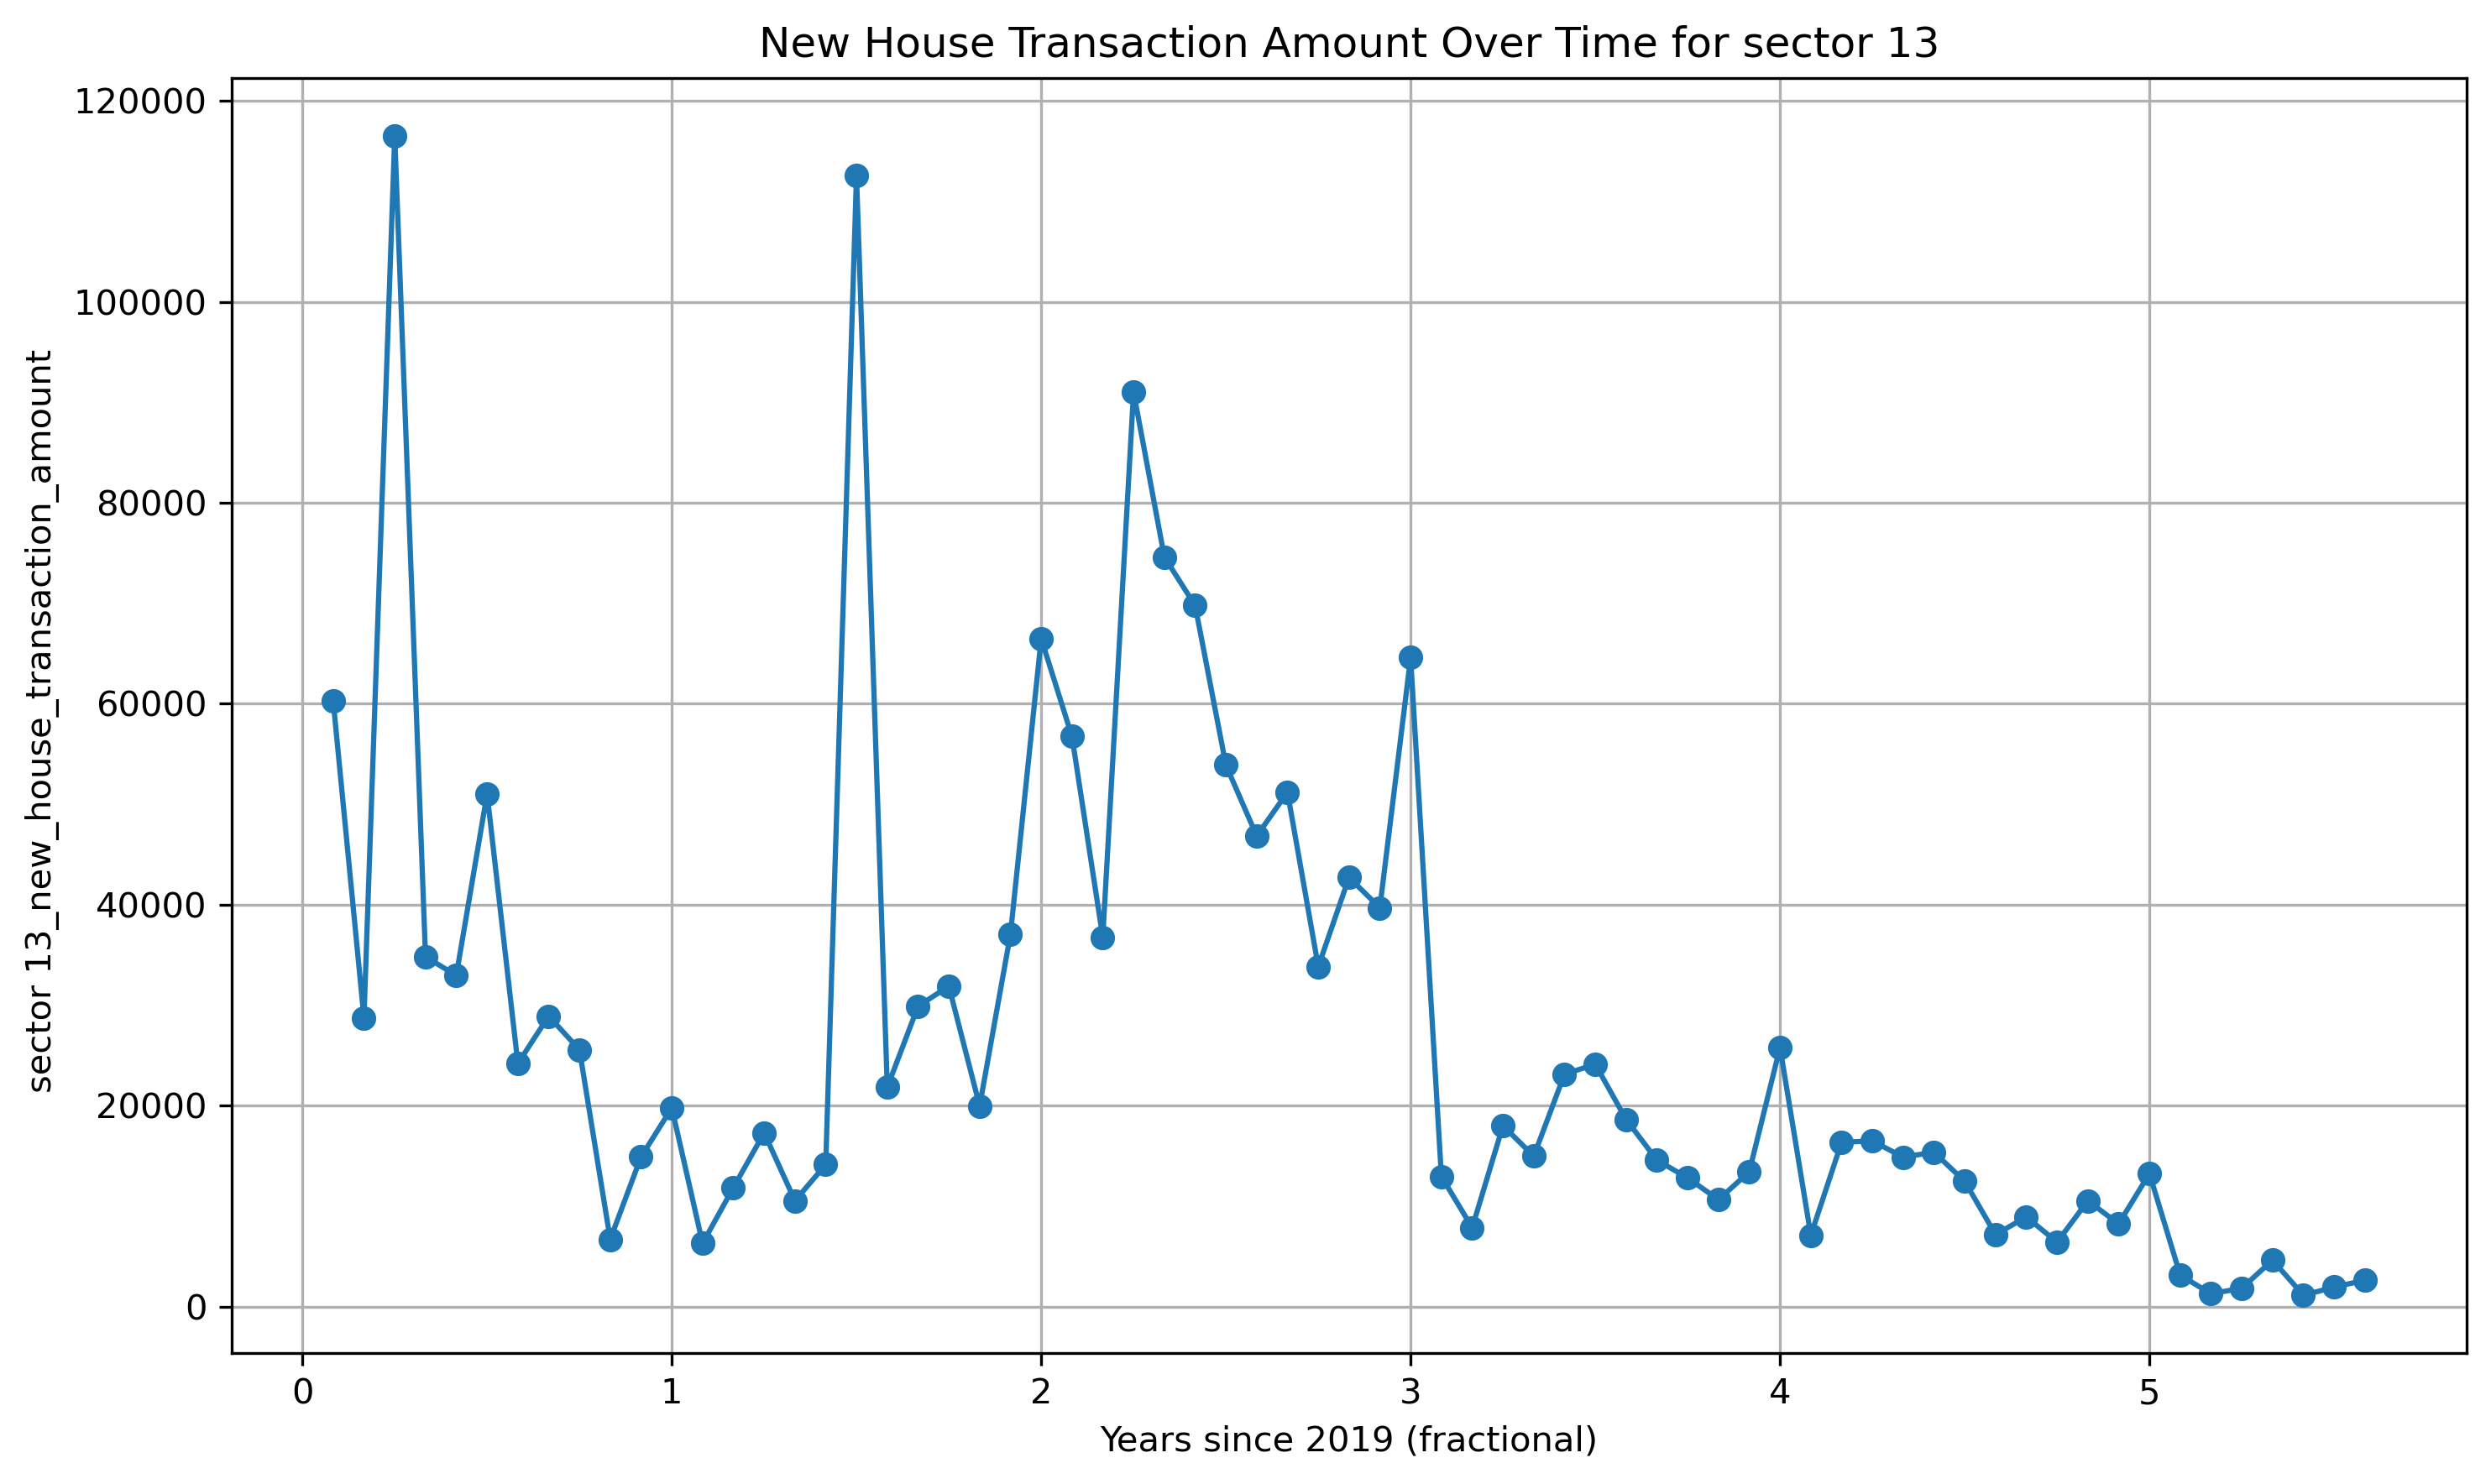 New House Transaction Amount Over Time for sector 13
sector 13_new_house_transaction_amount
120000
100000
80000
60000
40000
20000
0
0 1 2 3 4 5
Years since 2019 (fractional)